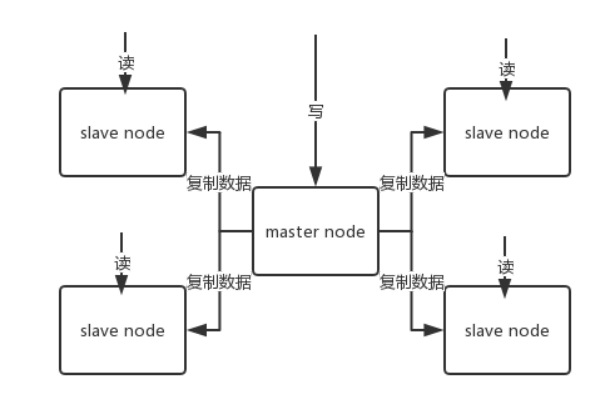 读
写
读
slave node
slave node
复制数据
复制数据
master node
读
读
复制数据
复制数据
slave node
slave node